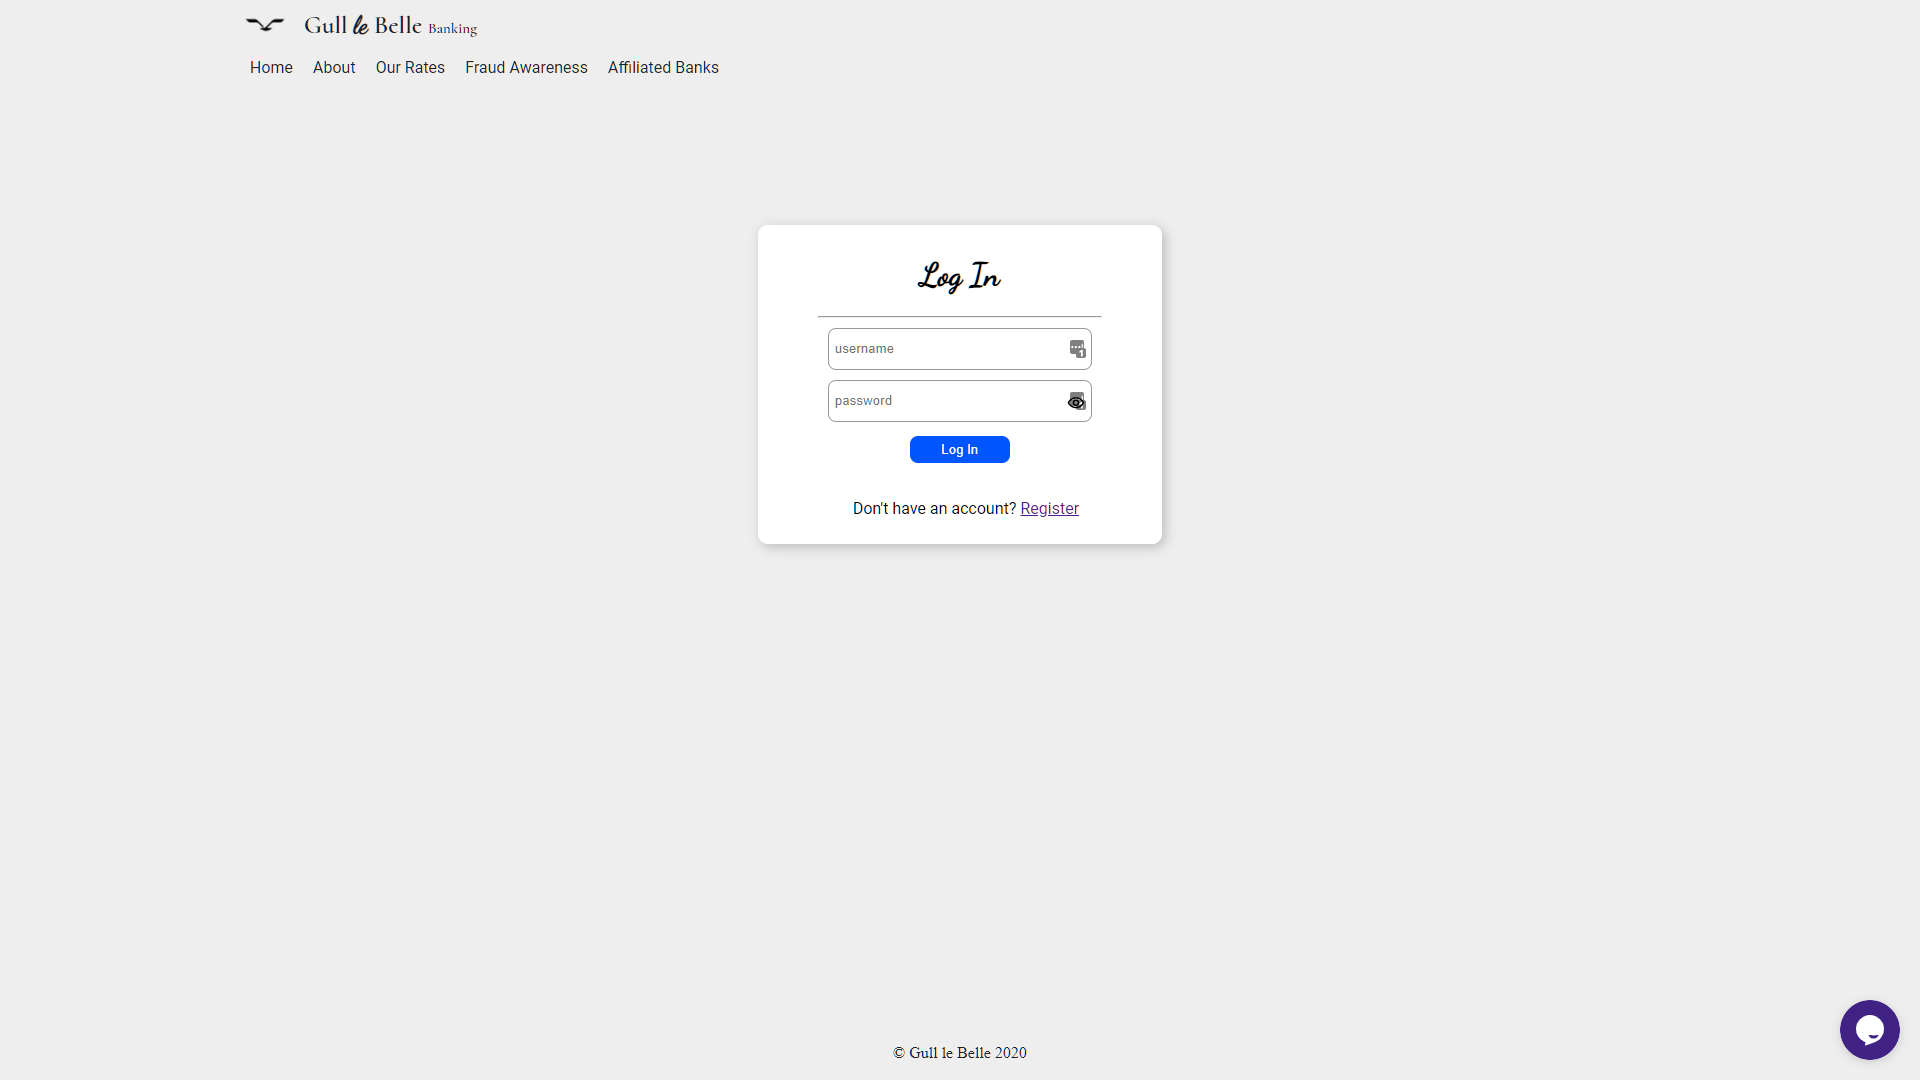 Gull le Belle Banking
Home About Our Rates Fraud Awareness Affiliated Banks
Log In
username
password
Log In
Don't have an account? Register
© Gull le Belle 2020